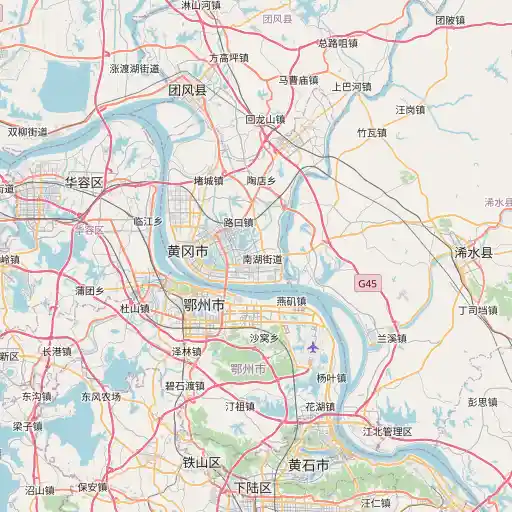 淋山河镇
团风县
团陂镇
总路咀镇
方高坪镇
涨渡湖街道
马曹庙镇
团风县
上巴河镇
汪岗镇
回龙山镇
双柳街道
竹瓦镇
华容区
堵城镇
陶店乡
街道
浠水县
临江乡
路口镇
华容区
黄冈市
浠水县
南湖街道
岭镇
G45
蒲团乡
燕矶镇
杜山镇
鄂州市
丁司垱镇
沙窝乡
兰溪镇
新区
长港镇
泽林镇
鄂州市
杨叶镇
碧石渡镇
东沟镇
东风农场
彭思镇
汀祖镇
花湖镇
梁子镇
江北管理区
铁山区
黄石市
沼山镇
保安镇
下陆区
汪仁镇